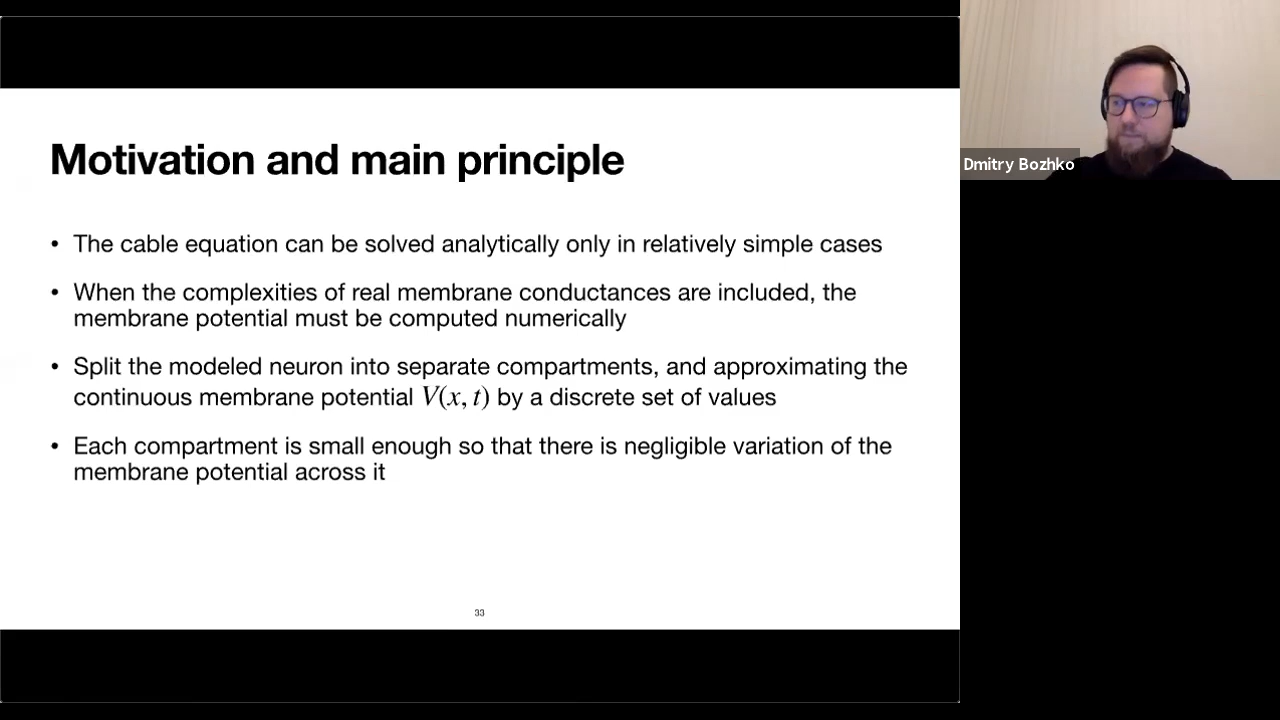 Motivation and main principle
• The cable equation can be solved analytically only in relatively simple cases
• When the complexities of real membrane conductances are included, the
membrane potential must be computed numerically
• Split the modeled neuron into separate compartments, and approximating the
continuous membrane potential V(x, t) by a discrete set of values
• Each compartment is small enough so that there is negligible variation of the
membrane potential across it
33
Dmitry Bozhko